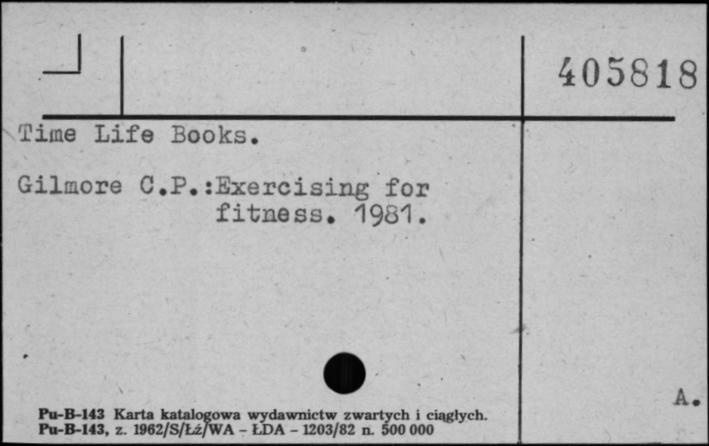 405818
Time Life Books.
Gilmore C.P.:Exercising for
fitness. 1981.
A.
Pu-B-143 Karta katalogowa wydawnictw zwartych i ciągłych.
Pu-B-143, z. 1962/S/Łź/WA - ŁDA - 1203/82 n. 500 000